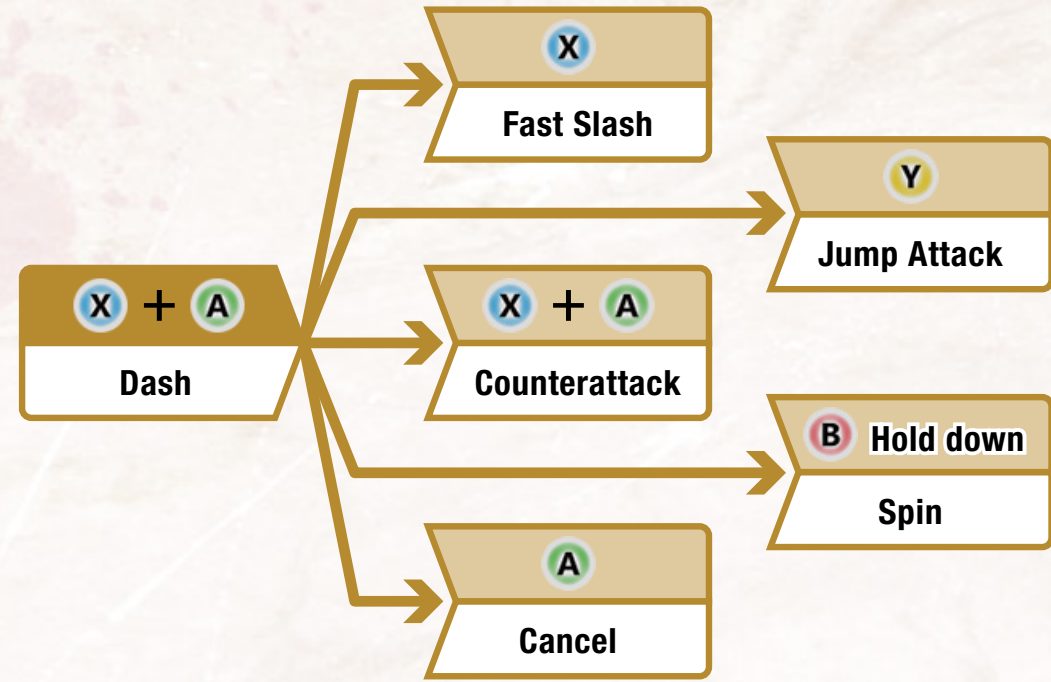 X
Fast Slash
Y
Jump Attack
X + A
Dash
X + A
Counterattack
B Hold down
Spin
A
Cancel